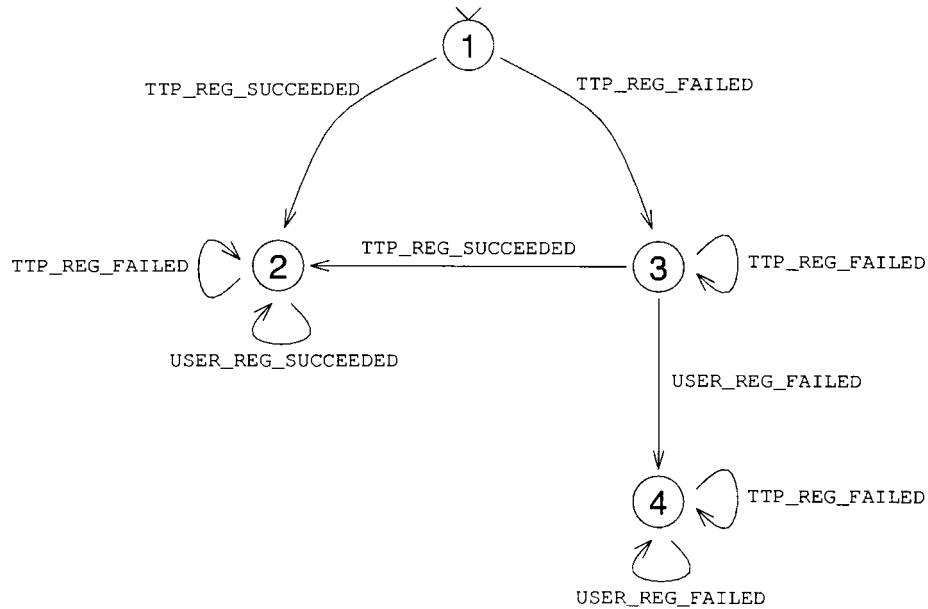 1
TTP_REG_SUCCEEDED
TTP_REG_FAILED
TTP_REG_FAILED
2
TTP_REG_SUCCEEDED
3
TTP_REG_FAILED
USER_REG_SUCCEEDED
USER_REG_FAILED
4
TTP_REG_FAILED
USER_REG_FAILED